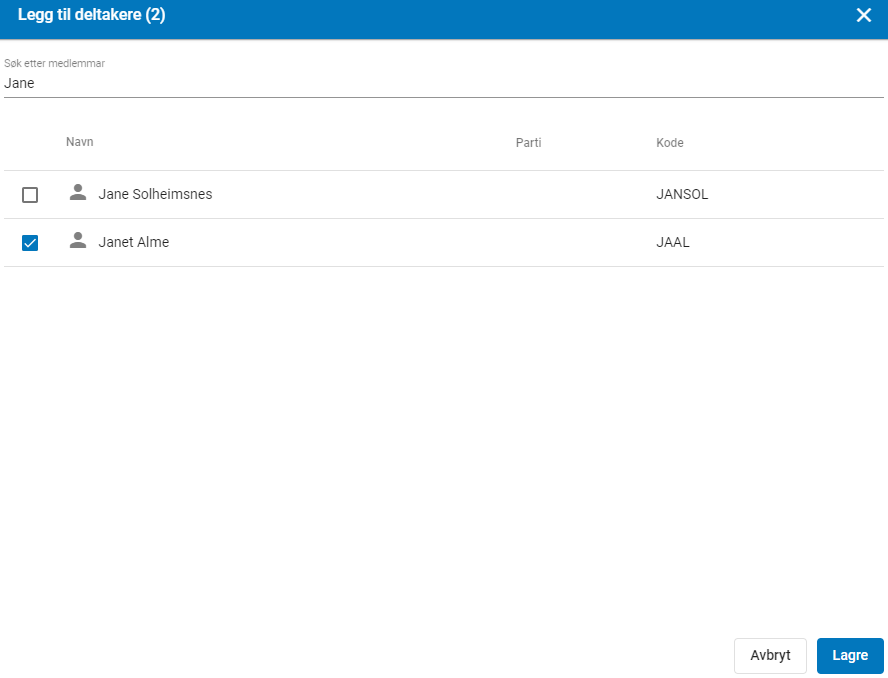 Legg til deltakere (2)
Søk etter medlemmar
Jane
Navn Parti Kode
Jane Solheimsnes JANSOL
Janet Alme JAAL
Avbryt Lagre